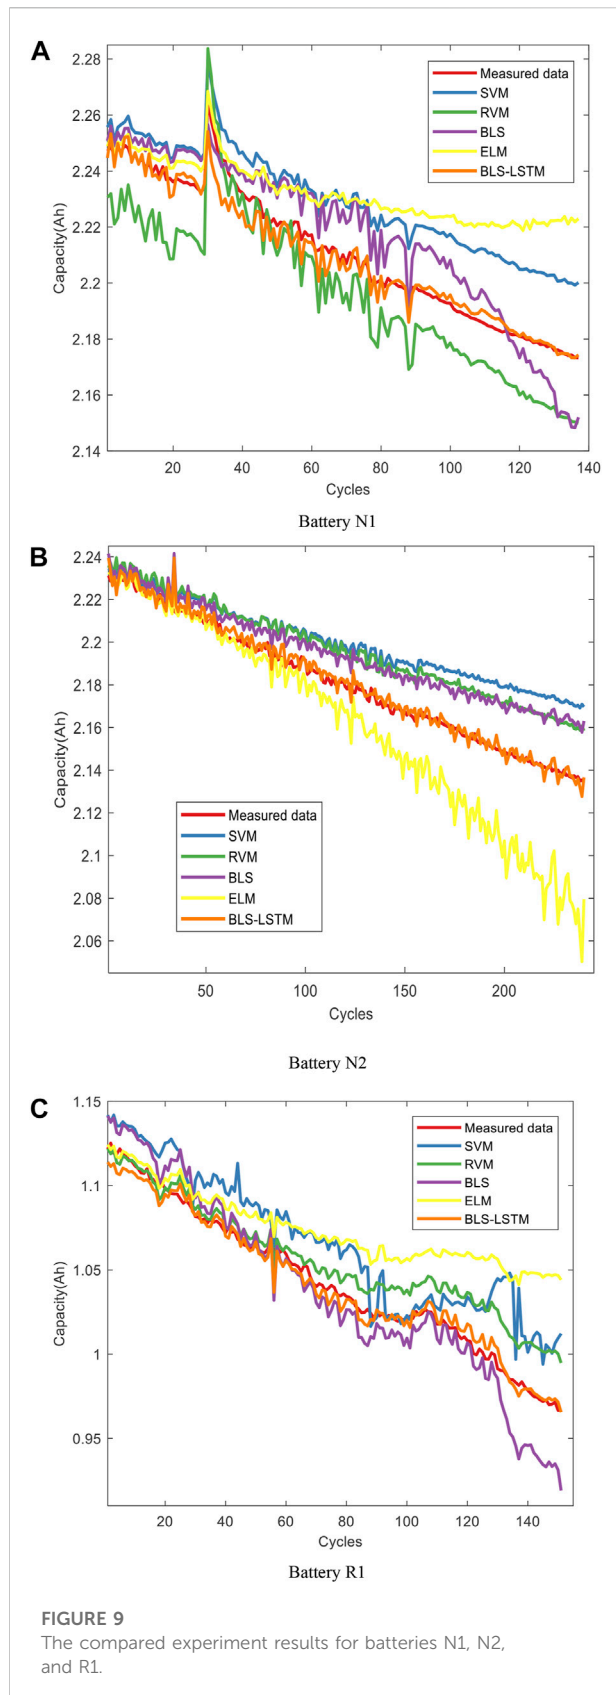 A
2.28
2.26
2.24
2.22
2.2
2.18
2.16
2.14
Capacity(Ah)
Measured data
SVM
RVM
BLS
ELM
BLS-LSTM
20 40 60 80 100 120 140
Cycles
Battery N1
B
2.24
2.22
2.2
2.18
2.16
2.14
2.12
2.1
2.08
2.06
Capacity(Ah)
Measured data
SVM
RVM
BLS
ELM
BLS-LSTM
50 100 150 200
Cycles
Battery N2
C
1.15
1.1
1.05
1
0.95
Capacity(Ah)
Measured data
SVM
RVM
BLS
ELM
BLS-LSTM
20 40 60 80 100 120 140
Cycles
Battery R1
FIGURE 9
The compared experiment results for batteries N1, N2,
and R1.